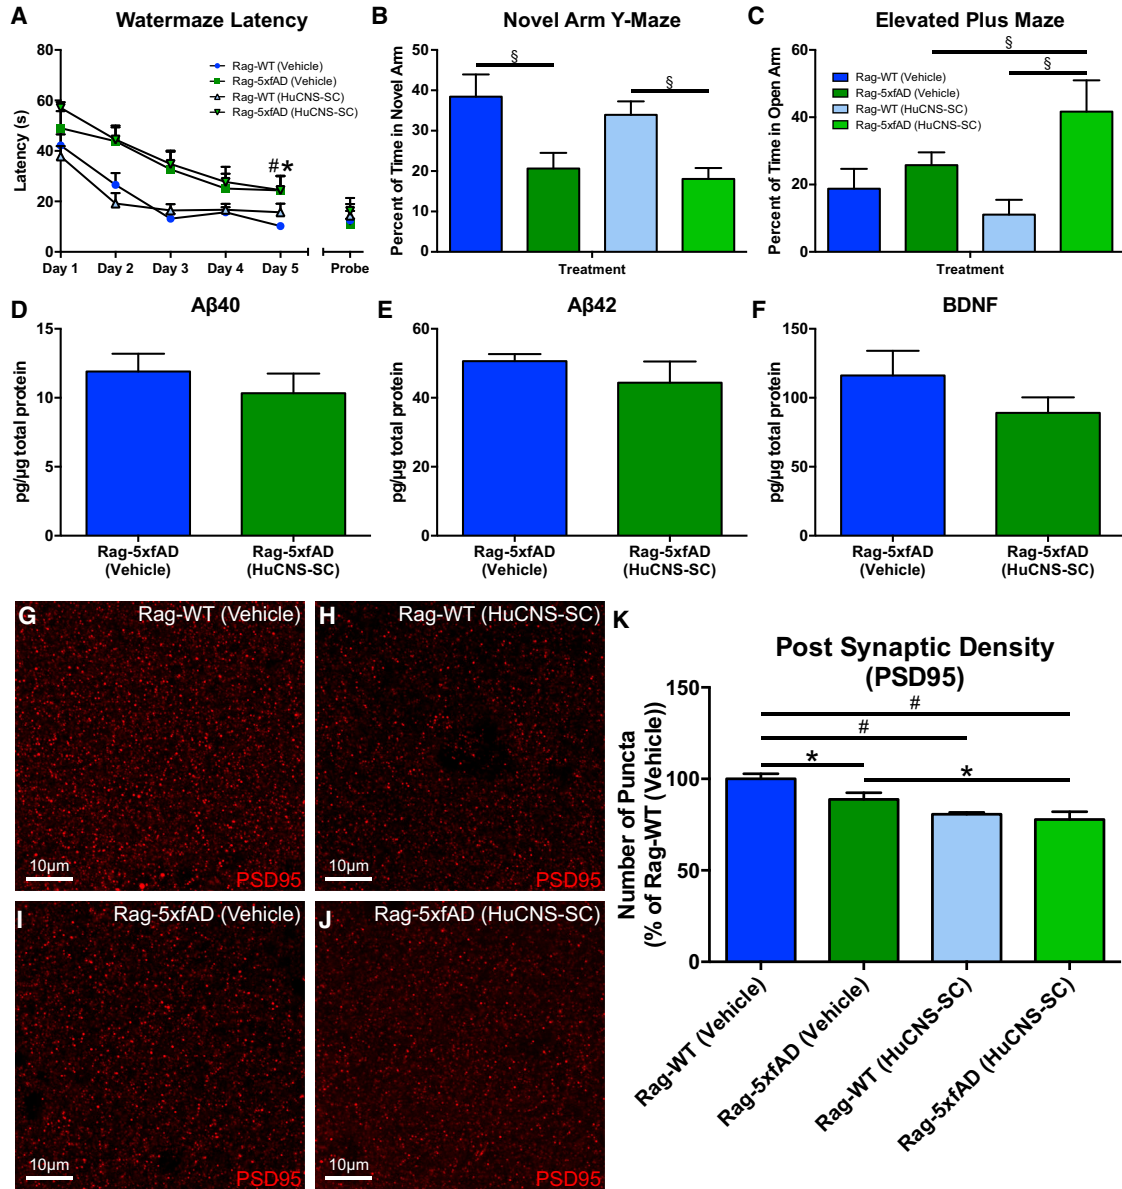 A
Watermaze Latency
Latency (s)
80
60
40
20
0
Rag-WT (Vehicle)
Rag-5xfAD (Vehicle)
Rag-WT (HuCNS-SC)
Rag-5xfAD (HuCNS-SC)
#*
Day 1 Day 2 Day 3 Day 4 Day 5 Probe
B
Novel Arm Y-Maze
Percent of Time in Novel Arm
50
40
30
20
10
0
§
§
Treatment
C
Elevated Plus Maze
Percent of Time in Open Arm
60
40
20
0
§
§
Rag-WT (Vehicle)
Rag-5xfAD (Vehicle)
Rag-WT (HuCNS-SC)
Rag-5xfAD (HuCNS-SC)
Treatment
D
Aβ40
pg/μg total protein
15
10
5
0
Rag-5xfAD
(Vehicle)
Rag-5xfAD
(HuCNS-SC)
E
Aβ42
pg/μg total protein
60
40
20
0
Rag-5xfAD
(Vehicle)
Rag-5xfAD
(HuCNS-SC)
F
BDNF
pg/μg total protein
150
100
50
0
Rag-5xfAD
(Vehicle)
Rag-5xfAD
(HuCNS-SC)
G
Rag-WT (Vehicle)
10μm
PSD95
H
Rag-WT (HuCNS-SC)
10μm
PSD95
I
Rag-5xfAD (Vehicle)
10μm
PSD95
J
Rag-5xfAD (HuCNS-SC)
10μm
PSD95
K
Post Synaptic Density
(PSD95)
Number of Puncta
(% of Rag-WT (Vehicle))
150
100
50
0
#
#
*
*
Rag-WT (Vehicle)
Rag-5xfAD (Vehicle)
Rag-WT (HuCNS-SC)
Rag-5xfAD (HuCNS-SC)